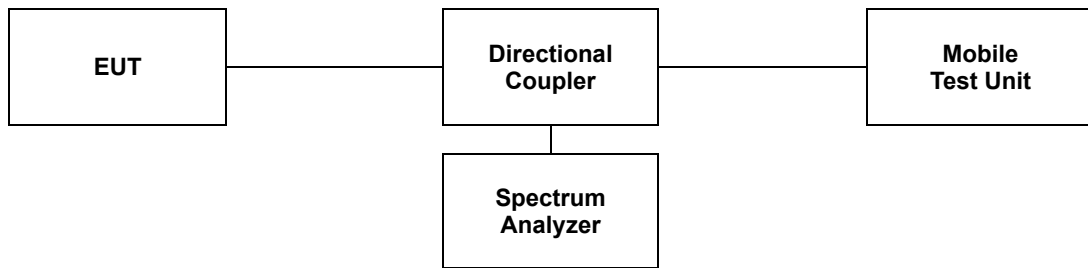 EUT
Directional
Coupler
Mobile
Test Unit
Spectrum
Analyzer